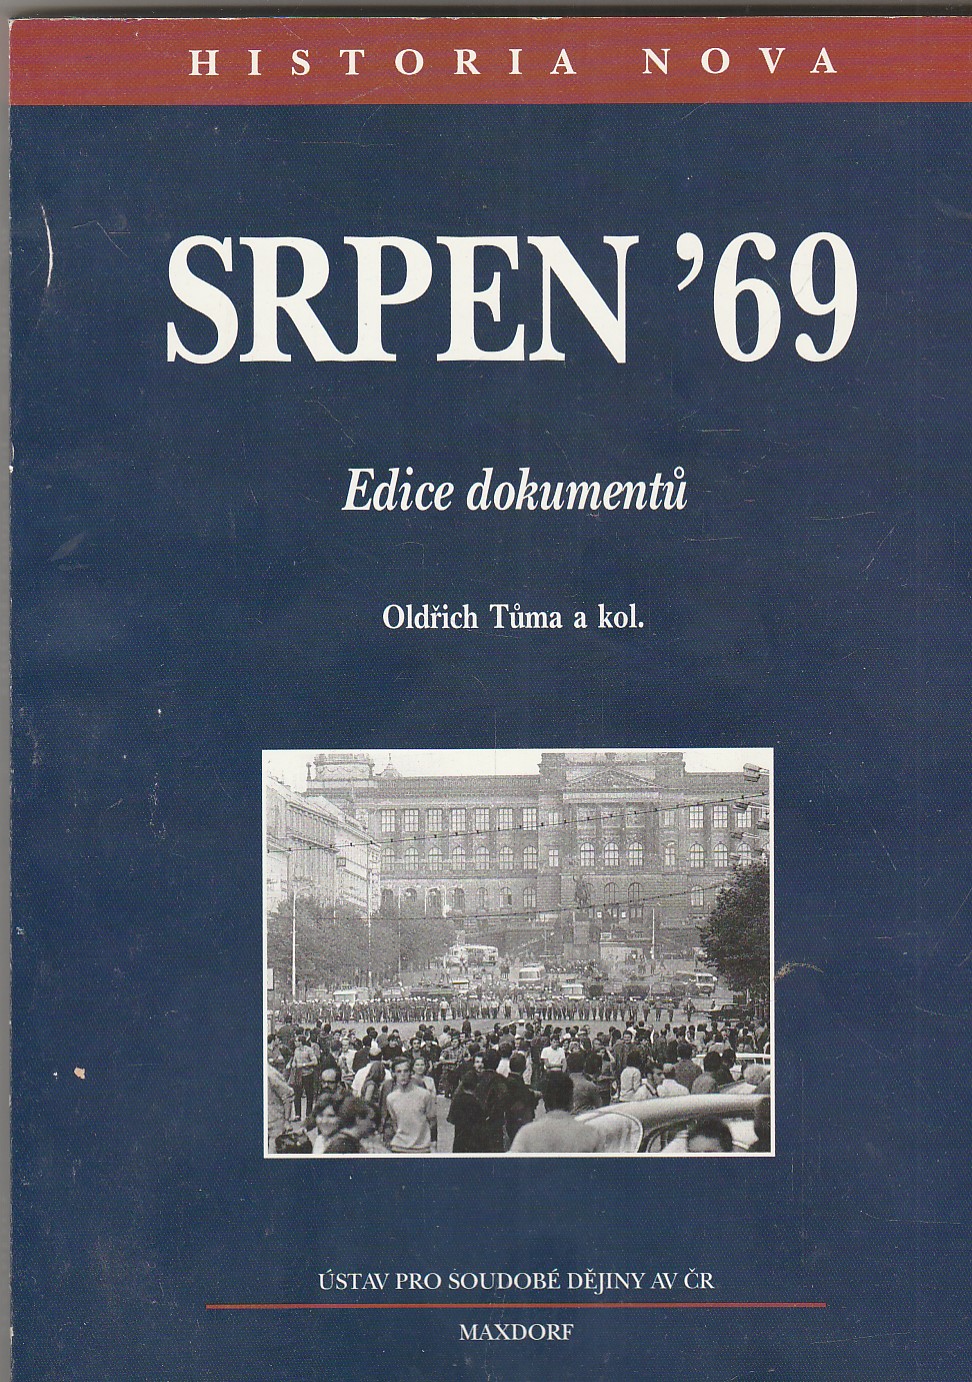 HISTORIA NOVA
SRPEN ’69
Edice dokumentů
Oldřich Tůma a kol.
ÚSTAV PRO SOUDOBÉ DĚJINY AV ČR
MAXDORF